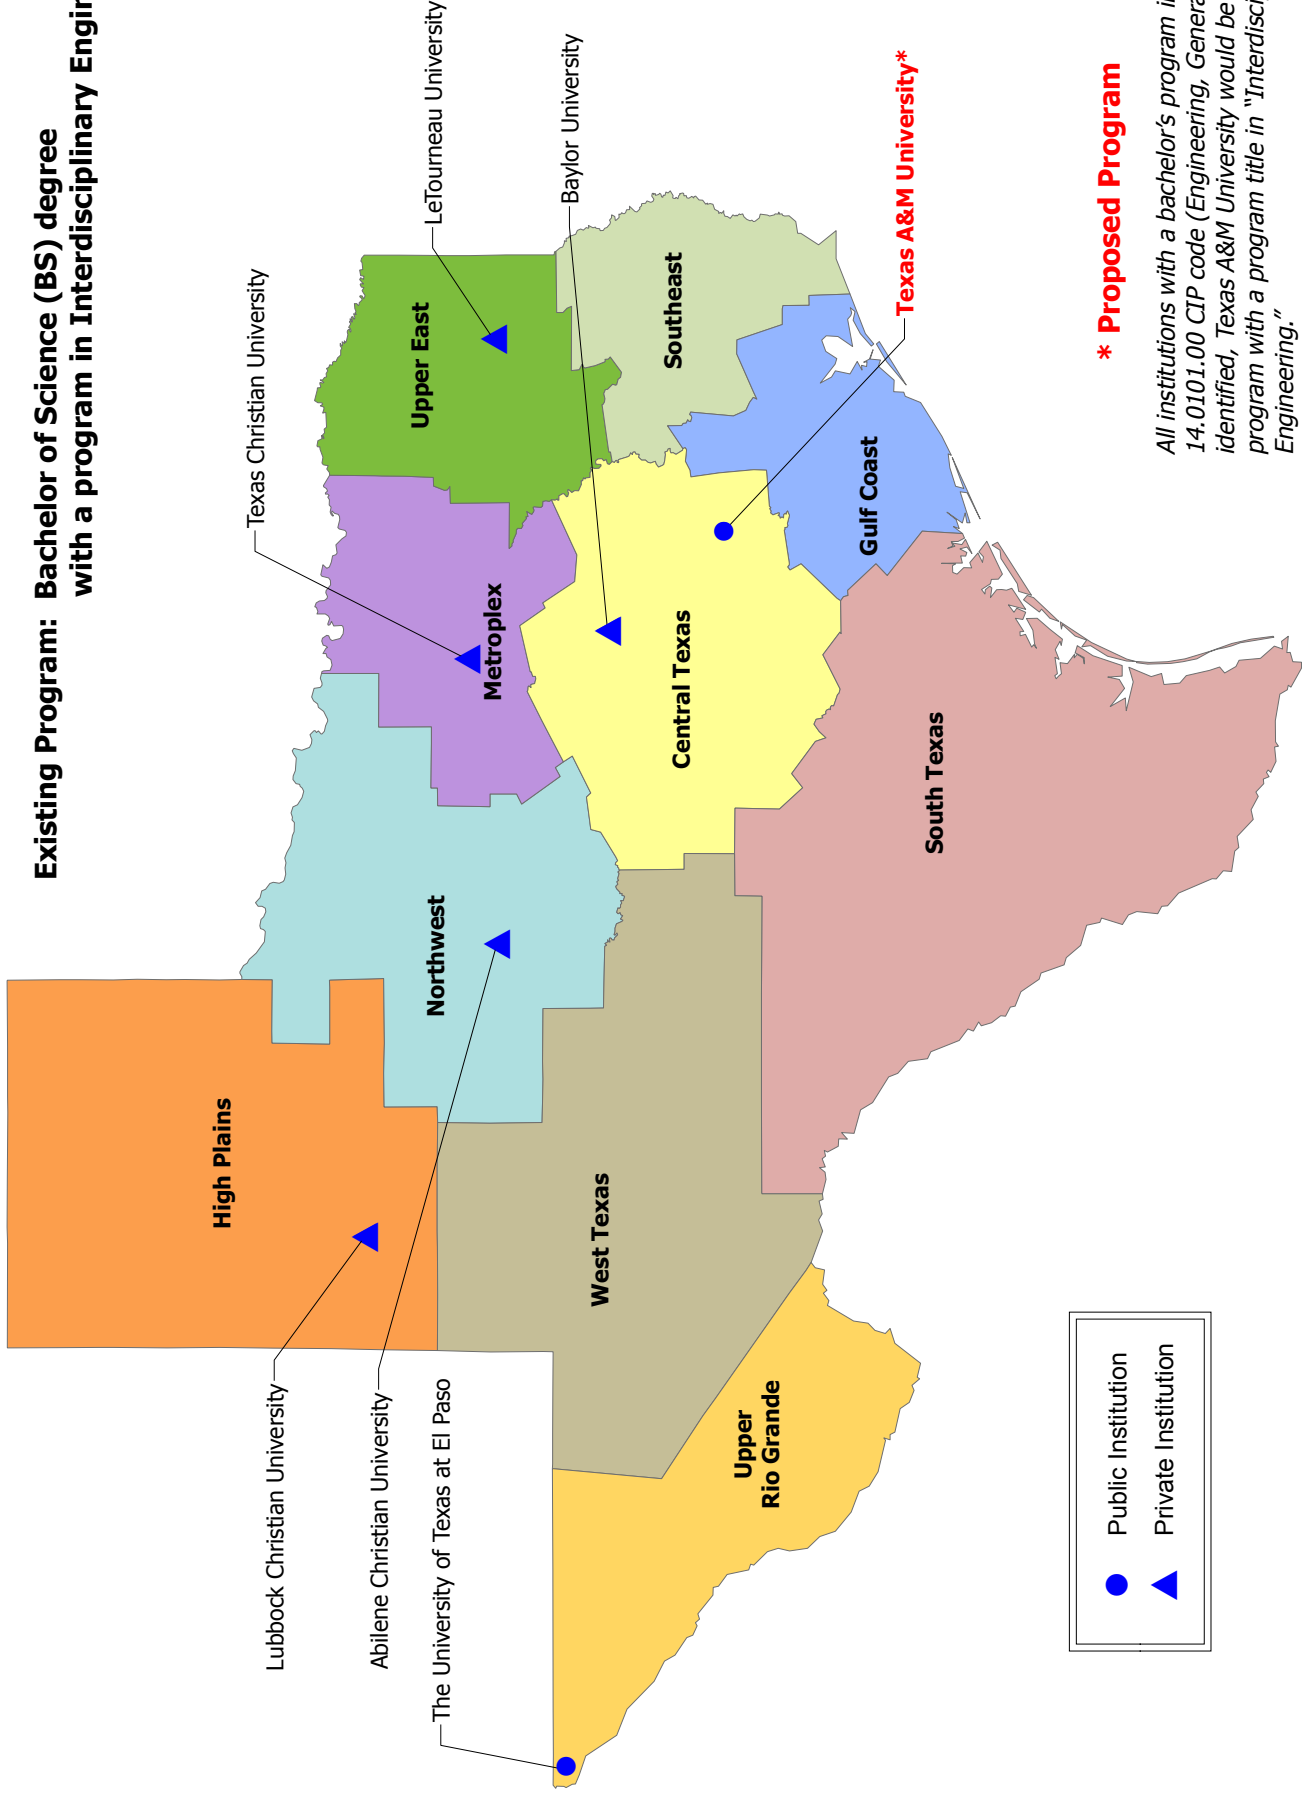 Existing Program: Bachelor of Science (BS) degree
with a program in Interdisciplinary
Texas Christian University
LeTourneau University
Baylor University
Texas A&M University*
Lubbock Christian University
Abilene Christian University
The University of Texas at El Paso
High Plains
Northwest
Metroplex
Upper East
Southeast
Central Texas
Gulf Coast
South Texas
West Texas
Upper
Rio Grande
Public Institution
Private Institution
* Proposed Program
All institutions with a bachelor's program
14.0101.00 CIP code (Engineering,
identified, Texas A&M University would be
program with a program title in "
Engineering."